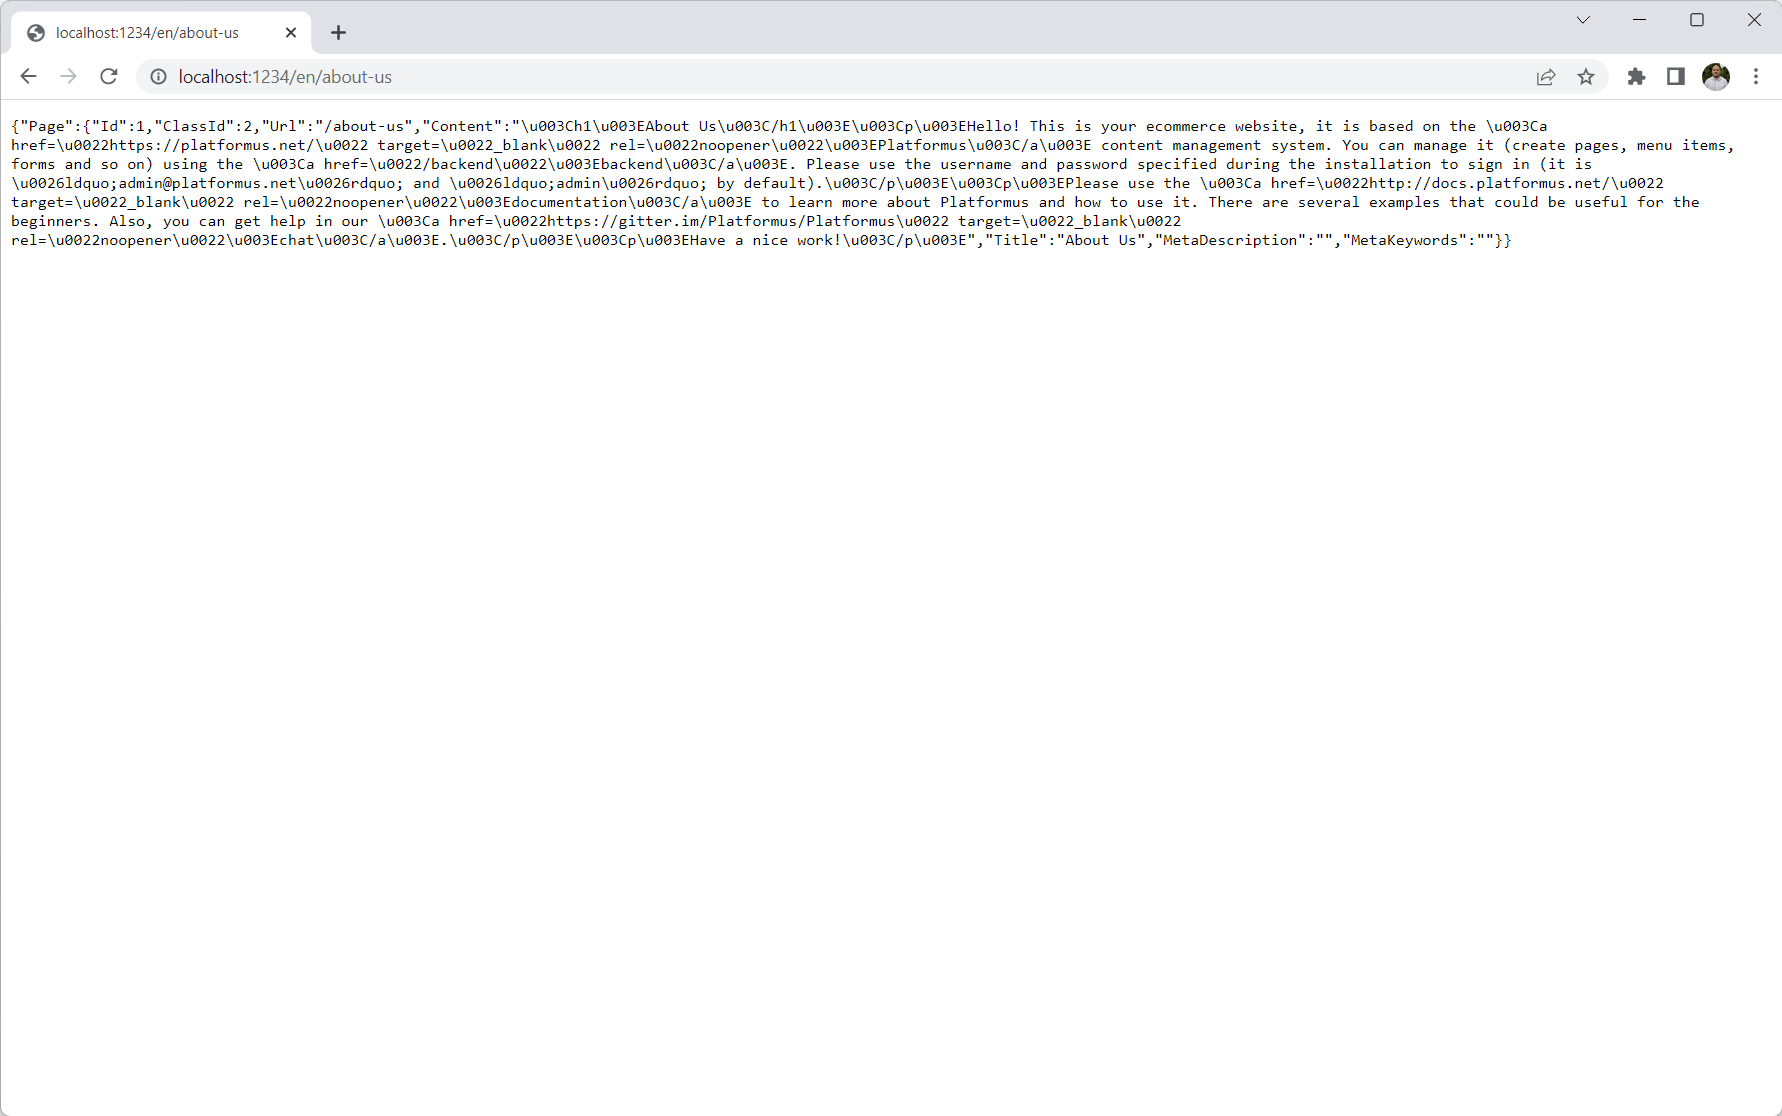 localhost:1234/en/about-us
localhost:1234/en/about-us
{"Page":{"Id":1,"ClassId":2,"Url":"/about-us","Content":"\u003Ch1\u003EAbout Us\u003C/h1\u003E\u003Cp\u003EHello! This is your ecommerce website, it is based on the \u003Ca
href=\u0022https://platformus.net/\u0022 target=\u0022_blank\u0022 rel=\u0022noopener\u0022\u003EPlatformus\u003C/a\u003E content management system. You can manage it (create pages, menu items,
forms and so on) using the \u003Ca href=\u0022/backend\u0022\u003Ebackend\u003C/a\u003E. Please use the username and password specified during the installation to sign in (it is
\u0026ldquo;admin@platformus.net\u0026rdquo; and \u0026ldquo;admin\u0026rdquo; by default).\u003C/p\u003E\u003Cp\u003EPlease use the \u003Ca href=\u0022http://docs.platformus.net/\u0022
target=\u0022_blank\u0022 rel=\u0022noopener\u0022\u003Edocumentation\u003C/a\u003E to learn more about Platformus and how to use it. There are several examples that could be useful for the
beginners. Also, you can get help in our \u003Ca href=\u0022https://gitter.im/Platformus/Platformus\u0022 target=\u0022_blank\u0022
rel=\u0022noopener\u0022\u003Echat\u003C/a\u003E.\u003C/p\u003E\u003Cp\u003EHave a nice work!\u003C/p\u003E","Title":"About Us","MetaDescription":"","MetaKeywords":""}}